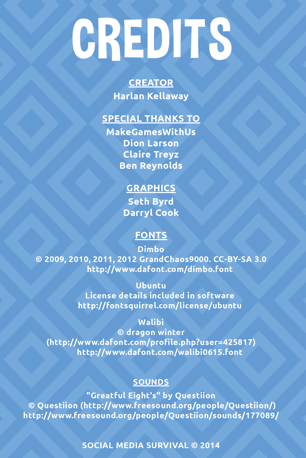 CREDITS
CREATOR
Harlan Kellaway
SPECIAL THANKS TO
MakeGamesWithUs
Dion Larson
Claire Treyz
Ben Reynolds
GRAPHICS
Seth Byrd
Darryl Cook
FONTS
Dimbo
© 2009, 2010, 2011, 2012 GrandChaos9000. CC-BY-SA 3.0
http://www.dafont.com/dimbo.font
Ubuntu
License details included in software
http://fontsquirrel.com/license/ubuntu
Walibi
© dragon winter
(http://www.dafont.com/profile.php?user=425817)
http://www.dafont.com/walibi0615.font
SOUNDS
"Greatful Eight's" by Questiion
© Questiion (http://www.freesound.org/people/Questiion/)
http://www.freesound.org/people/Questiion/sounds/177089/
SOCIAL MEDIA SURVIVAL © 2014